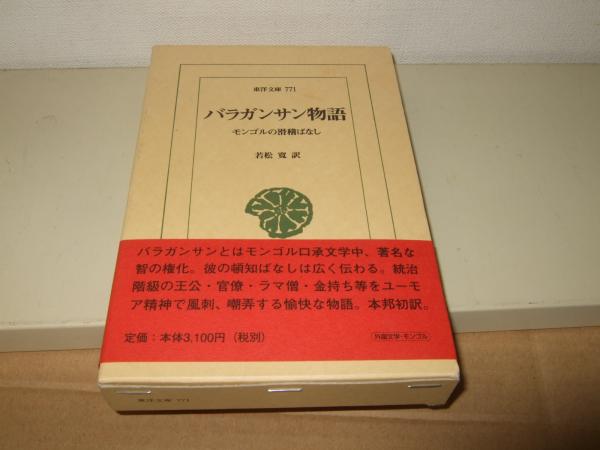 東洋文庫 771
バラガンサン物語
モンゴルの滑稽ばなし
若松 寛 訳
バラガンサンとはモンゴル口承文学中、著名な
智の権化。彼の頓知ばなしは広く伝わる。統治
階級の王公・官僚・ラマ僧・金持ち等をユーモ
ア精神で風刺、嘲弄する愉快な物語。本邦初訳。
定価：本体3,100円（税別）
外国文学・モンゴル
東洋文庫 771